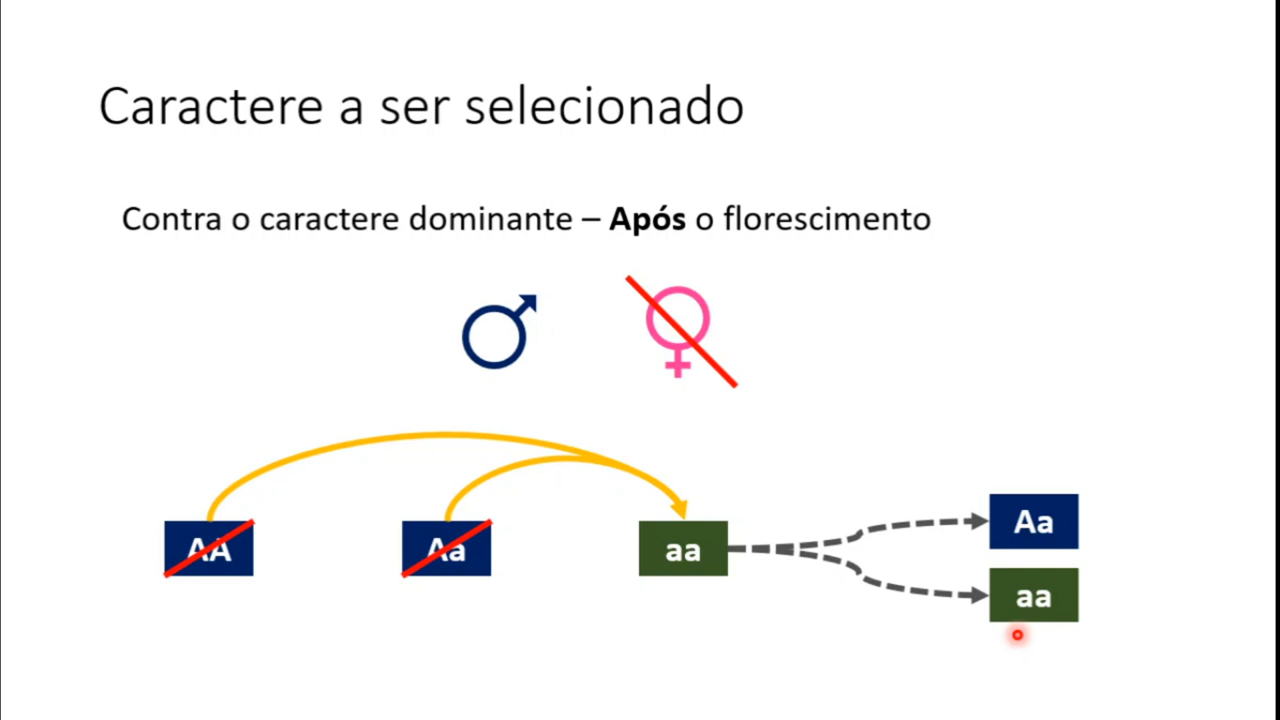 Caractere a ser selecionado
Contra o caractere dominante – Após o florescimento
AA
Aa
aa
Aa
aa